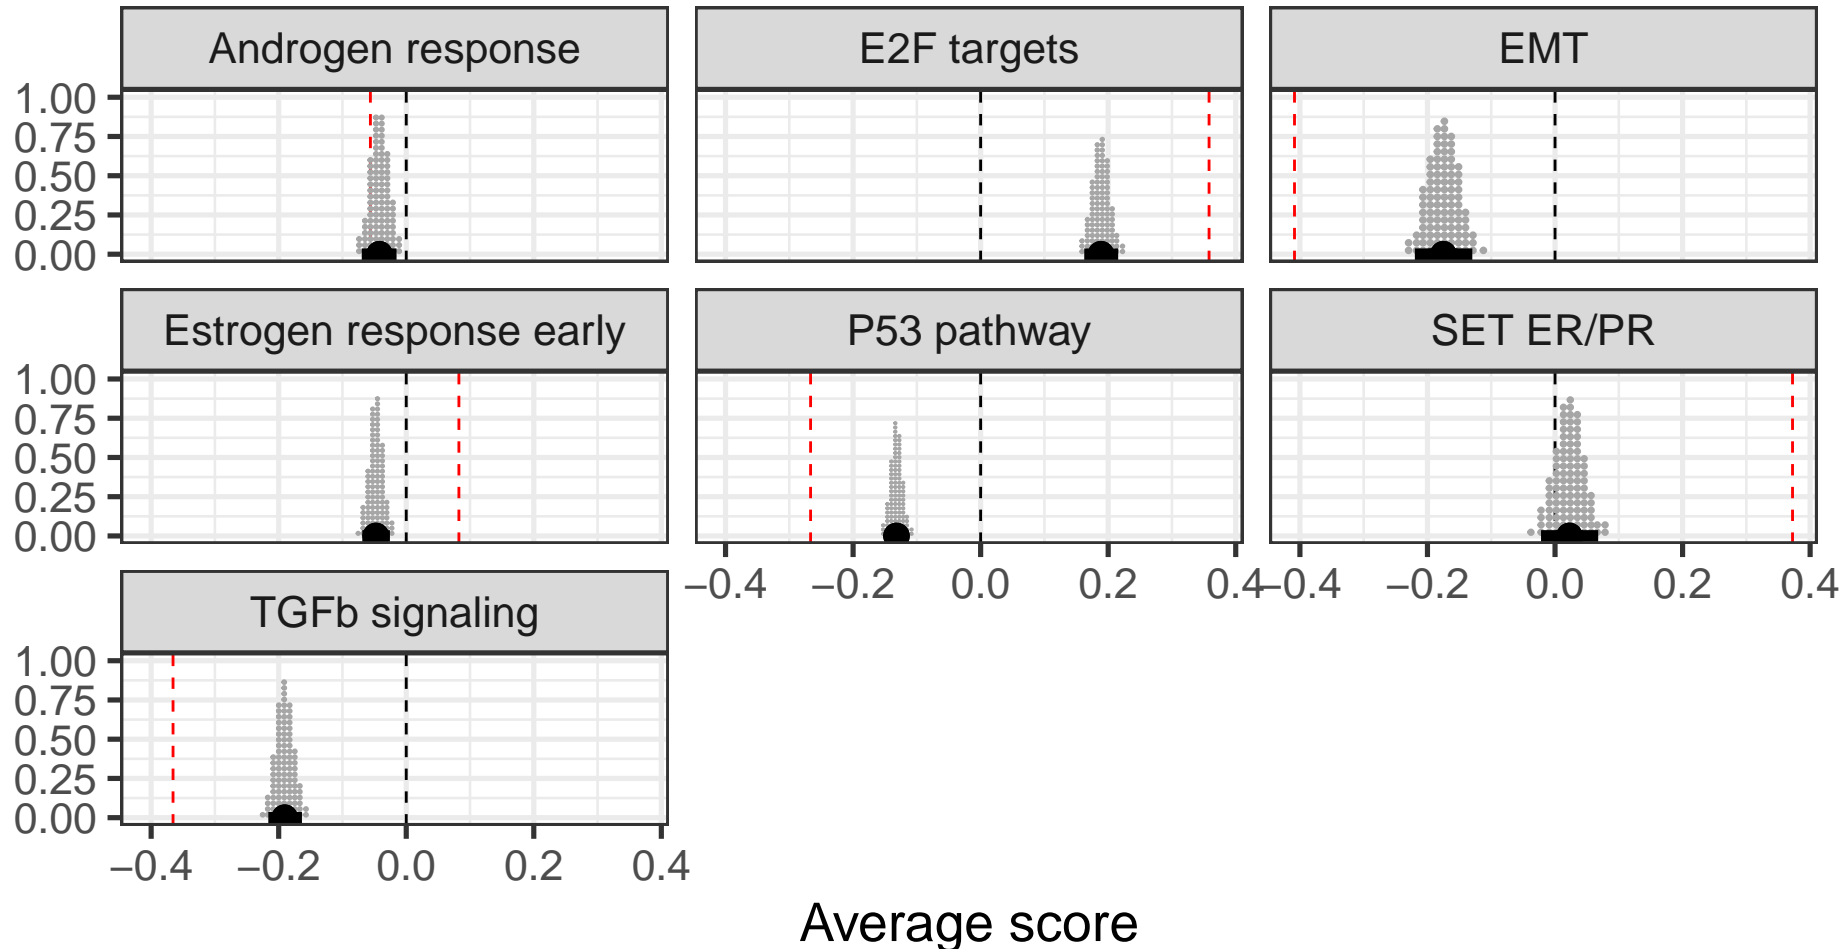 Androgen response
E2F targets
EMT
1.00
0.75
0.50
0.25
0.00
Estrogen response early
P53 pathway
SET ER/PR
1.00
0.75
0.50
0.25
0.00
−0.4 −0.2 0.0 0.2 0.4
−0.4 −0.2 0.0 0.2 0.4
TGFb signaling
1.00
0.75
0.50
0.25
0.00
−0.4 −0.2 0.0 0.2 0.4
Average score